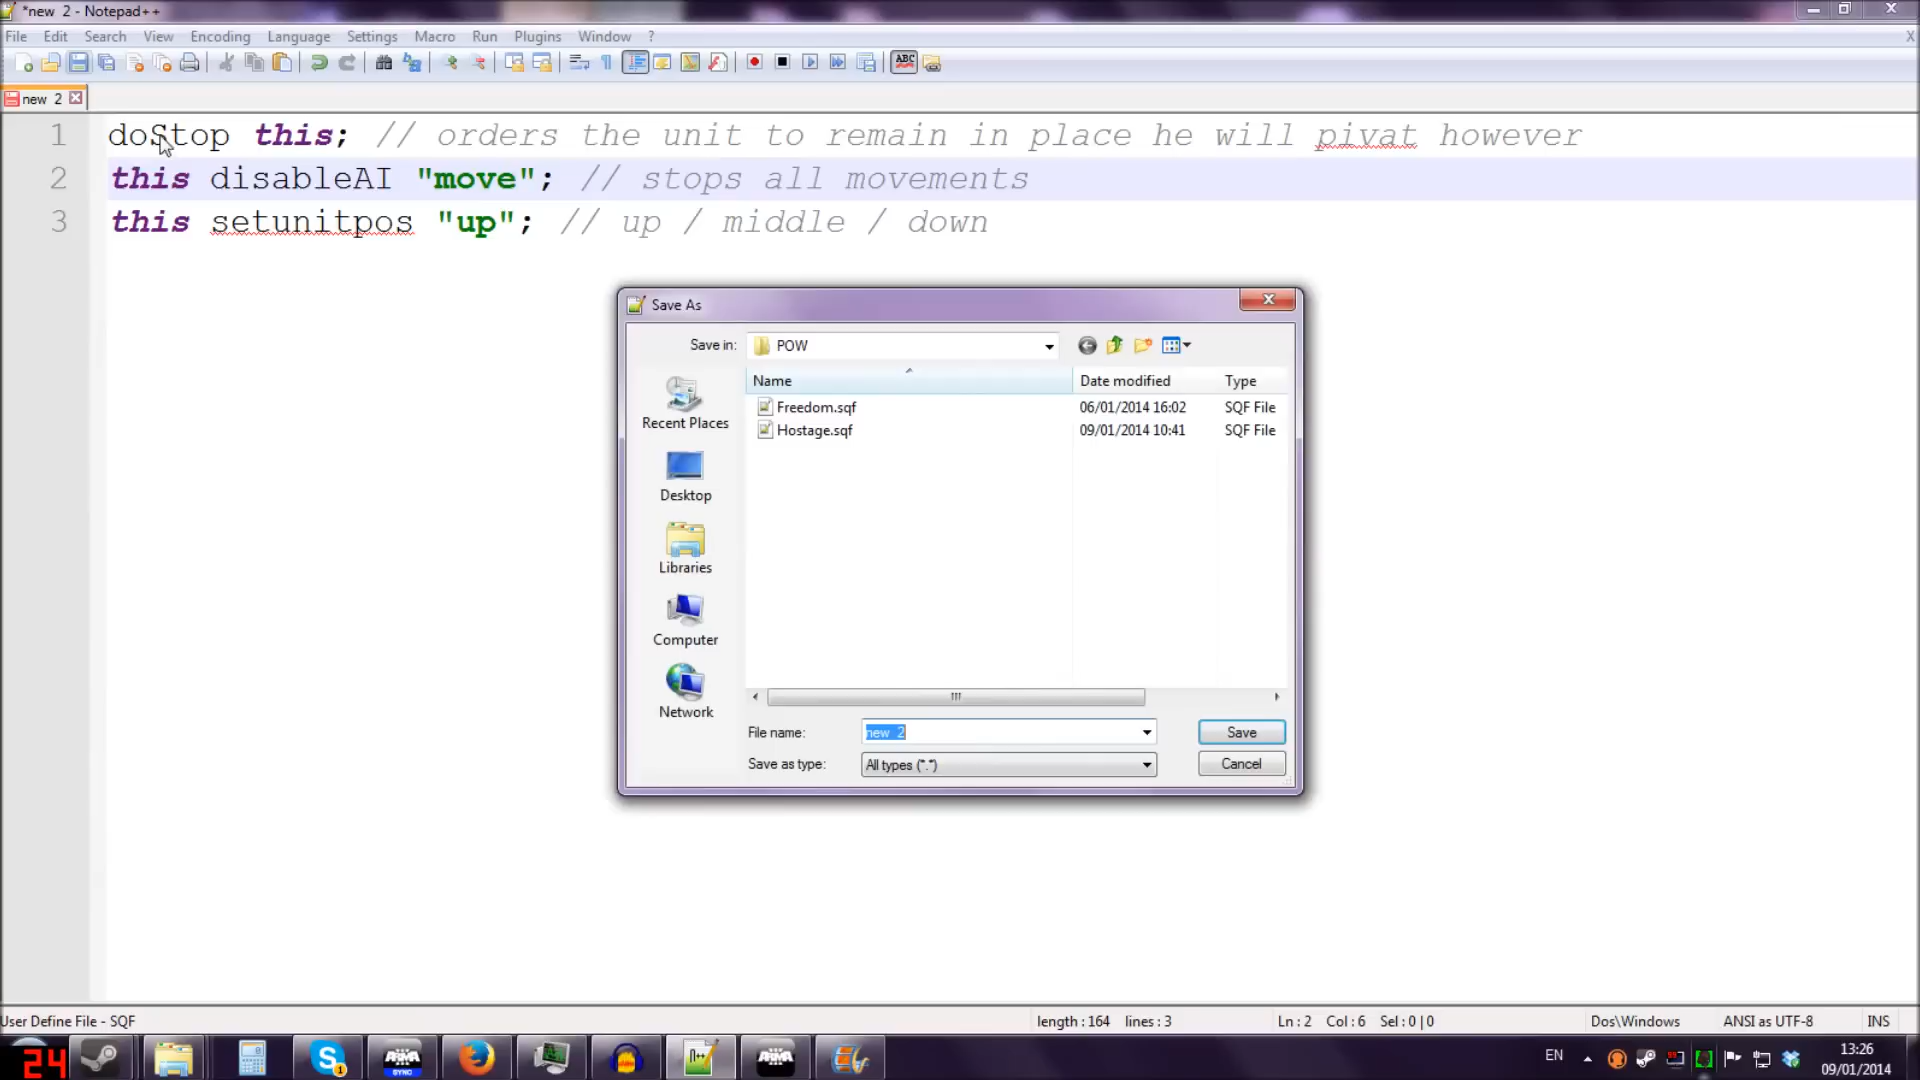 *new  2 - Notepad++
File Edit Search View Encoding Language Settings Macro Run Plugins Window ? X
new  2
1 doStop this; // orders the unit to remain in place he will pivat however
2 this disableAI "move"; // stops all movements
3 this setunitpos "up"; // up / middle / down
Save As
Save in: POW
Name Date modified Type
Freedom.sqf 06/01/2014 16:02 SQF File
Hostage.sqf 09/01/2014 10:41 SQF File
Recent Places
Desktop
Libraries
Computer
Network
File name: new  2 Save
Save as type: All types (*.*) Cancel
User Define File - SQF length : 164 lines : 3 Ln : 2 Col : 6 Sel : 0 | 0 Dos\Windows ANSI as UTF-8 INS
24 ARMA SYNC 1 N++ ARMA EN 13:26
09/01/2014